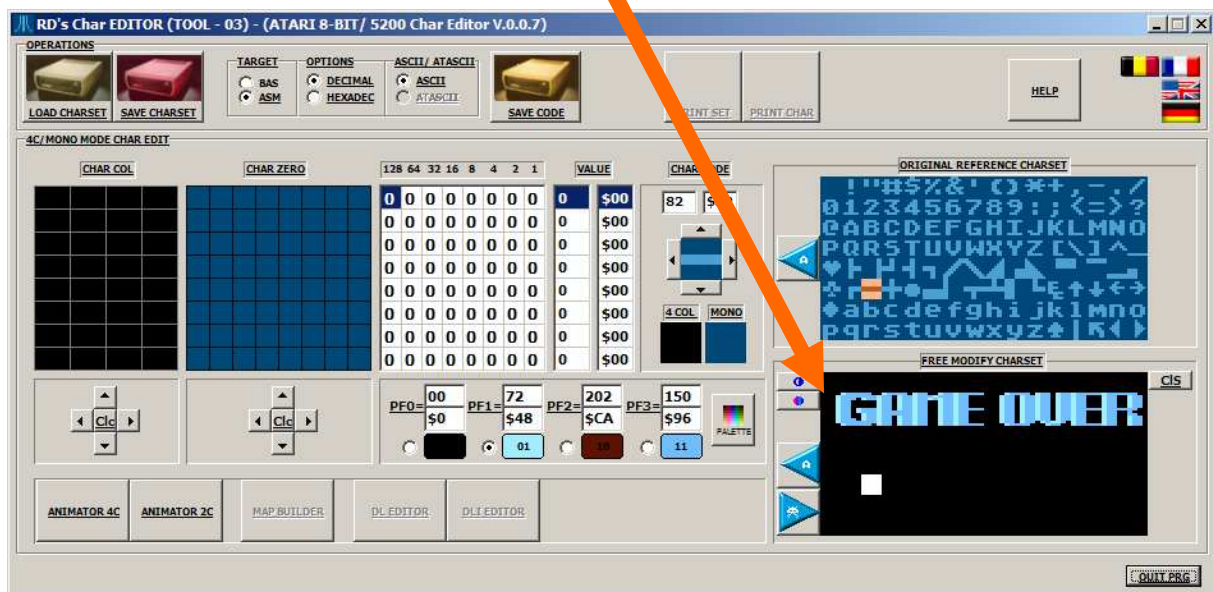 RD's Char EDITOR (TOOL - 03) - (ATARI 8-BIT/ 5200 Char Editor V.0.0.7)
OPERATIONS
LOAD CHARSET
SAVE CHARSET
TARGET
BAS
ASM
OPTIONS
DECIMAL
HEXADEC
ASCII/ ATASCII
ASCII
ATASCII
SAVE CODE
PRINT SET
PRINT CHAR
HELP
4C/MONO MODE CHAR EDIT
CHAR COL
CHAR ZERO
128 64 32 16 8 4 2 1
VALUE
0 0 0 0 0 0 0 0 0 $00
0 0 0 0 0 0 0 0 0 $00
0 0 0 0 0 0 0 0 0 $00
0 0 0 0 0 0 0 0 0 $00
0 0 0 0 0 0 0 0 0 $00
0 0 0 0 0 0 0 0 0 $00
0 0 0 0 0 0 0 0 0 $00
0 0 0 0 0 0 0 0 0 $00
82
4 COL
MONO
ORIGINAL REFERENCE CHARSET
!"#$%&'()*+,-./
0123456789:;<=>?
@ABCDEFGHIJKLMNO
PQRSTUVWXYZ[\]^_
abcdefghijklmno
pqrstuvwxyz
A
FREE MODIFY CHARSET
Cls
GAME OVER
A
Clc
Clc
PF0= 00 $0
PF1= 72 $48 01
PF2= 202 $CA 10
PF3= 150 $96 11
PALETTE
ANIMATOR 4C
ANIMATOR 2C
MAP BUILDER
DL EDITOR
DLI EDITOR
QUIT PRG